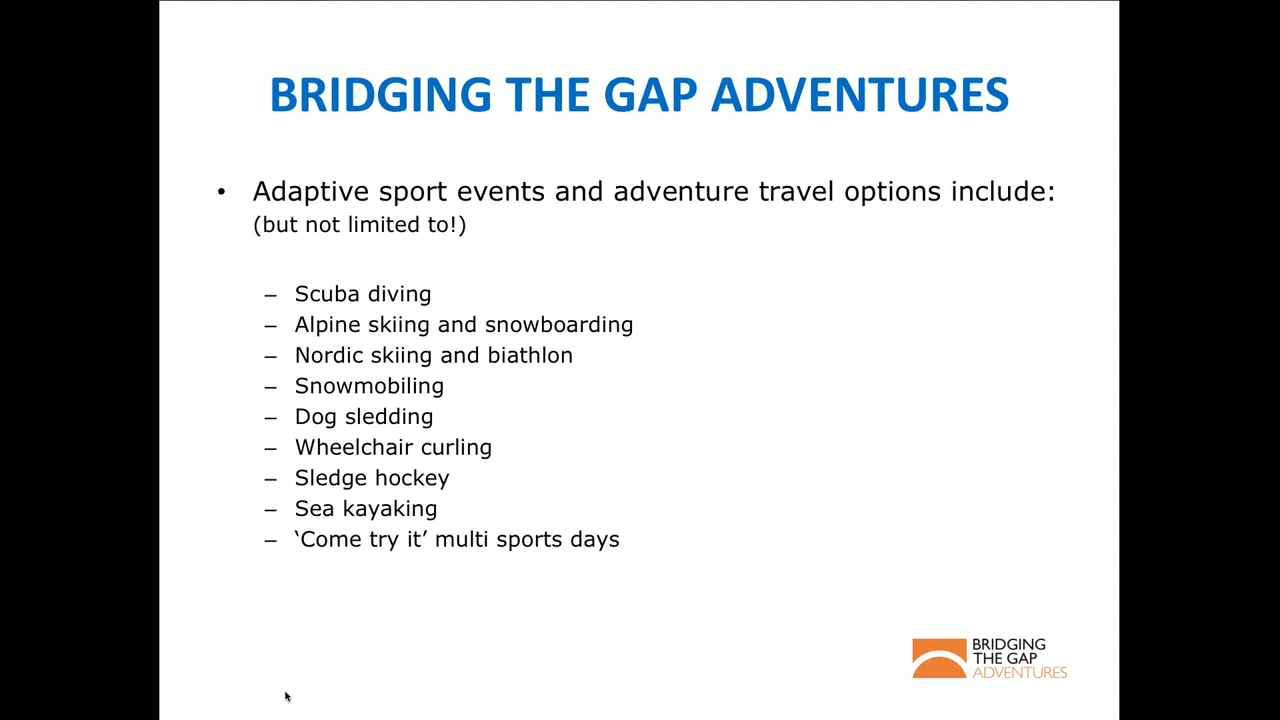 BRIDGING THE GAP ADVENTURES
• Adaptive sport events and adventure travel options include:
(but not limited to!)
– Scuba diving
– Alpine skiing and snowboarding
– Nordic skiing and biathlon
– Snowmobiling
– Dog sledding
– Wheelchair curling
– Sledge hockey
– Sea kayaking
– ‘Come try it’ multi sports days
BRIDGING
THE GAP
ADVENTURES